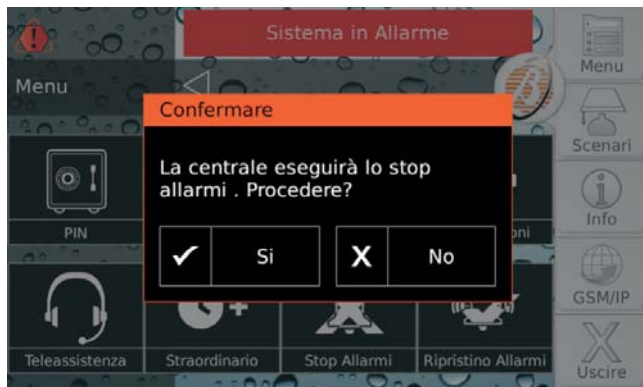 Sistema in Allarme
Menu
Menu
Confermare
La centrale eseguirà lo stop
allarmi . Procedere?
Si
No
Scenari
Info
GSM/IP
Uscire
PIN
Teleassistenza
Straordinario
Stop Allarmi
Ripristino Allarmi